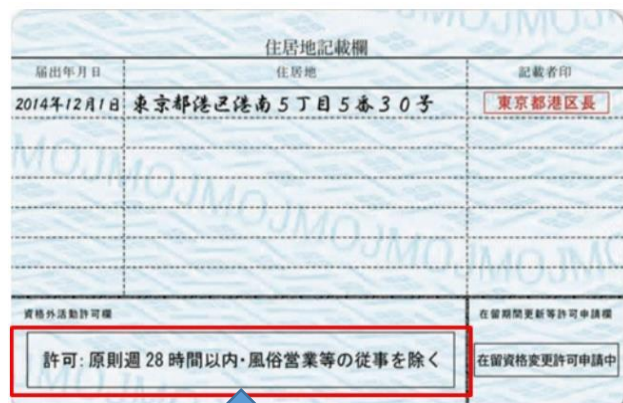 住居地記載欄
届出年月日 住居地 記載者印
2014年12月1日 東京都港区港南5丁目5番30号 東京都港区長
資格外活動許可欄 在留期間更新等許可申請欄
許可:原則週28時間以内・風俗営業等の従事を除く 在留資格変更許可申請中
MOJMOJMOJMOJMOJMOJ